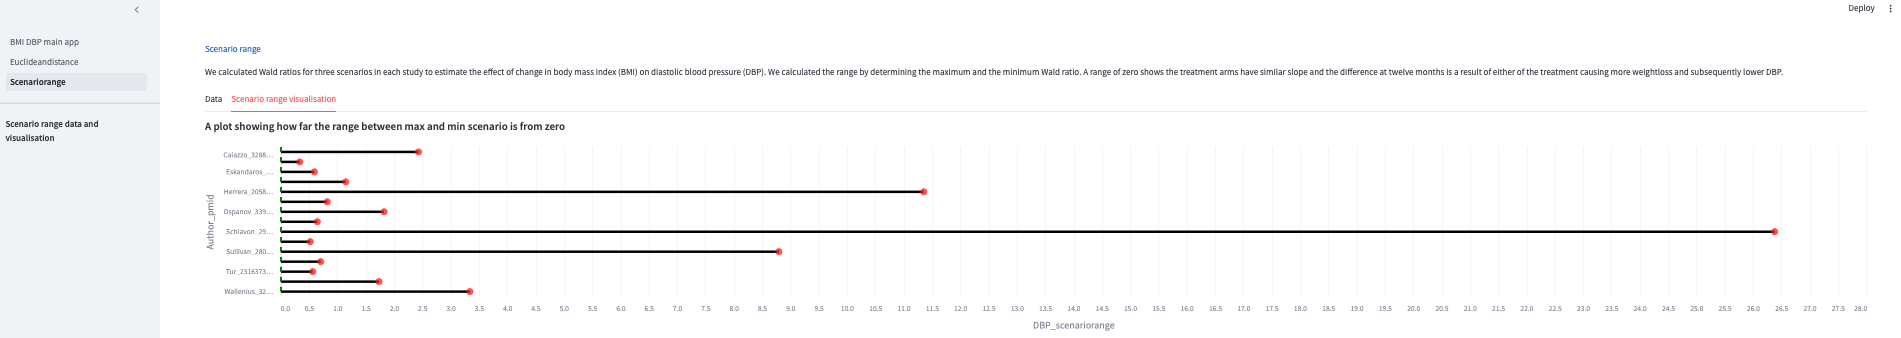 Deploy
BMI DBP main app
Euclideandistance
Scenariorange
Scenario range data and
visualisation
Scenario range
We calculated Wald ratios for three scenarios in each study to estimate the effect of change in body mass index (BMI) on diastolic blood pressure (DBP). We calculated the range by determining the maximum and the minimum Wald ratio. A range of zero shows the treatment arms have similar slope and the difference at twelve months is a result of either of the treatment causing more weightloss and subsequently lower DBP.
Data Scenario range visualisation
A plot showing how far the range between max and min scenario is from zero
Author_pmid
Caiazzo_3288...
Eskandaros_...
Herrera_2058...
Ospanov_339...
Schiavon_29...
Sullivan_280...
Tur_2316373...
Wallenius_32...
0.0 0.5 1.0 1.5 2.0 2.5 3.0 3.5 4.0 4.5 5.0 5.5 6.0 6.5 7.0 7.5 8.0 8.5 9.0 9.5 10.0 10.5 11.0 11.5 12.0 12.5 13.0 13.5 14.0 14.5 15.0 15.5 16.0 16.5 17.0 17.5 18.0 18.5 19.0 19.5 20.0 20.5 21.0 21.5 22.0 22.5 23.0 23.5 24.0 24.5 25.0 25.5 26.0 26.5 27.0 27.5 28.0
DBP_scenariorange